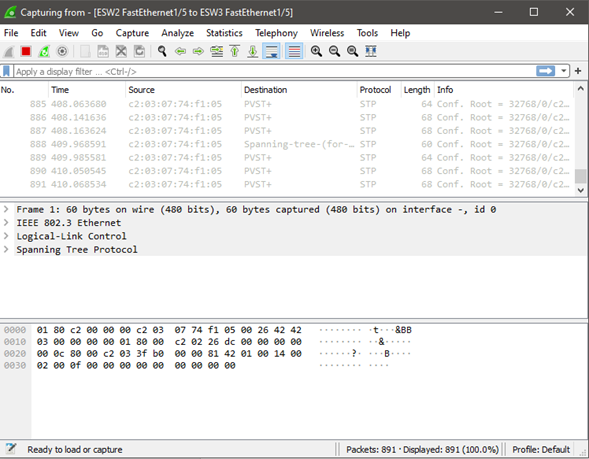 Capturing from - [ESW2 FastEthernet1/5 to ESW3 FastEthernet1/5]
File Edit View Go Capture Analyze Statistics Telephony Wireless Tools Help
Apply a display filter ... <Ctrl-/>
No. Time Source Destination Protocol Length Info
885 408.063680 c2:03:07:74:f1:05 PVST+ STP 64 Conf. Root = 32768/0/c2…
886 408.141636 c2:03:07:74:f1:05 PVST+ STP 68 Conf. Root = 32768/0/c2…
887 408.163624 c2:03:07:74:f1:05 PVST+ STP 68 Conf. Root = 32768/0/c2…
888 409.968591 c2:03:07:74:f1:05 Spanning-tree-(for-… STP 60 Conf. Root = 32768/0/c2…
889 409.985581 c2:03:07:74:f1:05 PVST+ STP 64 Conf. Root = 32768/0/c2…
890 410.050545 c2:03:07:74:f1:05 PVST+ STP 68 Conf. Root = 32768/0/c2…
891 410.068534 c2:03:07:74:f1:05 PVST+ STP 68 Conf. Root = 32768/0/c2…
Frame 1: 60 bytes on wire (480 bits), 60 bytes captured (480 bits) on interface -, id 0
IEEE 802.3 Ethernet
Logical-Link Control
Spanning Tree Protocol
0000 01 80 c2 00 00 00 c2 03 07 74 f1 05 00 26 42 42 ········ ·t···&BB
0010 03 00 00 00 00 01 80 00 c2 02 26 dc 00 00 00 00 ········ ··&·····
0020 00 0c 80 00 c2 03 3f b0 00 00 81 42 01 00 14 00 ······?· ···B····
0030 02 00 0f 00 00 00 00 00 00 00 00 00 ········ ····
Ready to load or capture Packets: 891 · Displayed: 891 (100.0%) Profile: Default